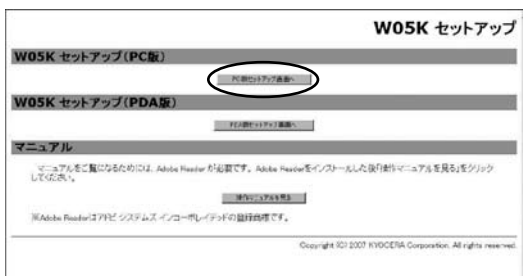 W05K セットアップ
W05K セットアップ(PC版)
PC版セットアップ画面へ
W05K セットアップ(PDA版)
PDA版セットアップ画面へ
マニュアル
マニュアルをご覧になるためには、Adobe Readerが必要です。Adobe Readerをインストールした後「操作マニュアルを見る」をクリック
してください。
操作マニュアルを見る
※Adobe Readerはアドビ システムズ インコーポレイテッドの登録商標です。
Copyright (C) 2007 KYOCERA Corporation. All rights reserved.